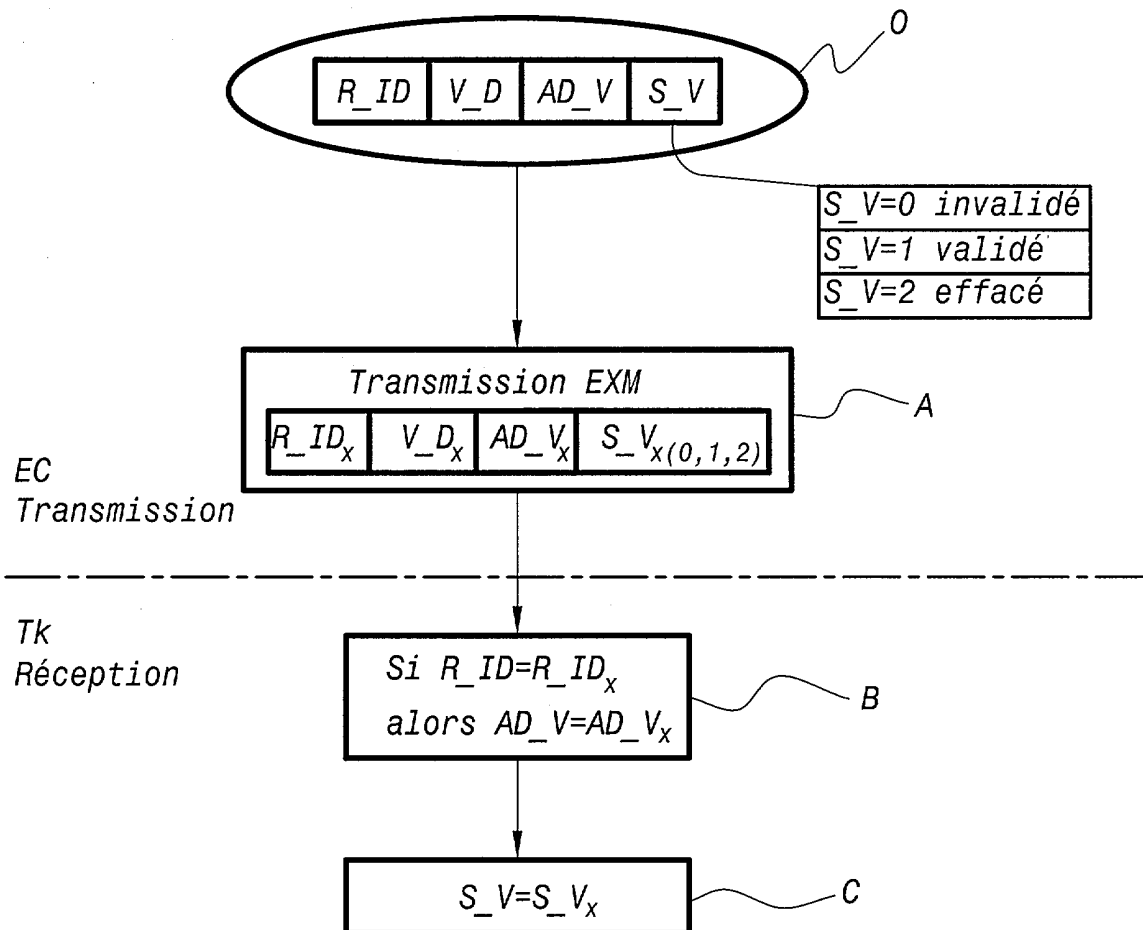 O
R_ID V_D AD_V S_V
S_V=0 invalidé
S_V=1 validé
S_V=2 effacé
Transmission EXM
A
R_IDx V_Dx AD_Vx S_Vx(0,1,2)
EC
Transmission
Tk
Réception
Si R_ID=R_IDx
alors AD_V=AD_Vx
B
S_V=S_Vx
C